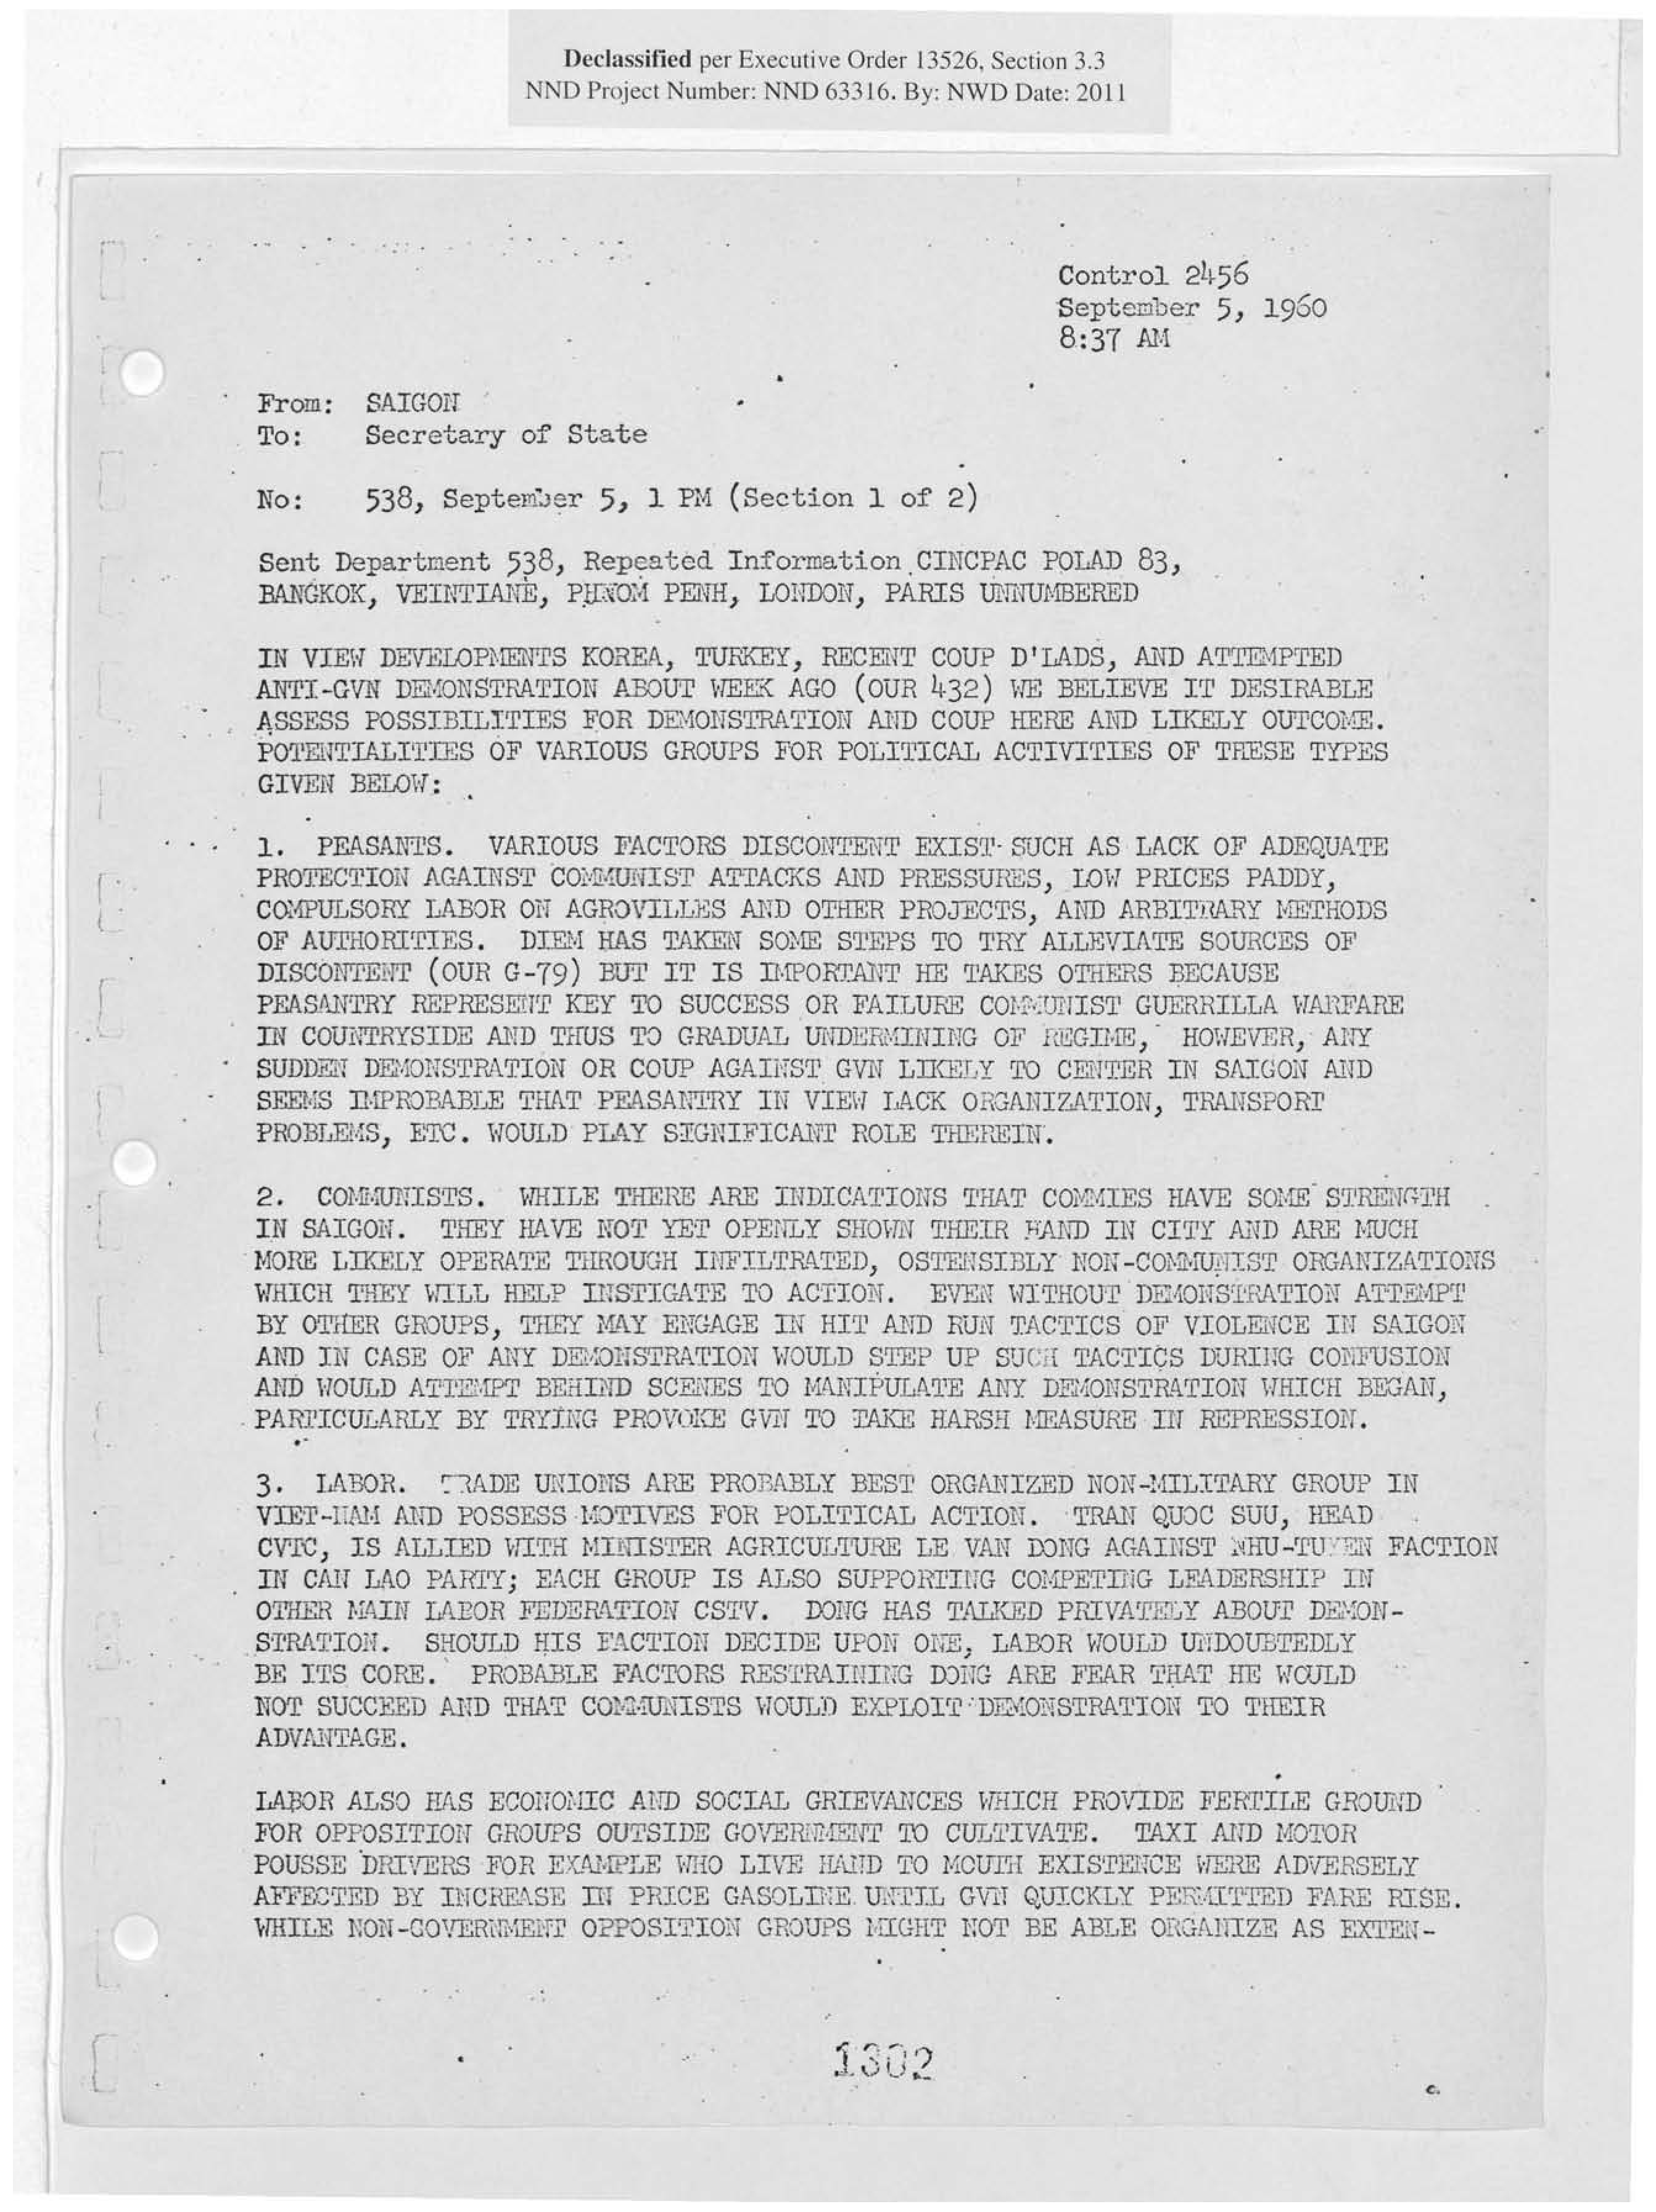 Declassified per Executive Order 13526, Section 3.3
NND Project Number: NND 63316. By: NWD Date: 2011
Control 2456
September 5, 1960
8:37 AM
From: SAIGON
To: Secretary of State
No: 538, September 5, 1 PM (Section 1 of 2)
Sent Department 538, Repeated Information CINCPAC POLAD 83,
BANGKOK, VEINTIANE, PHNOM PENH, LONDON, PARIS UNNUMBERED
IN VIEW DEVELOPMENTS KOREA, TURKEY, RECENT COUP D'LADS, AND ATTEMPTED
ANTI-GVN DEMONSTRATION ABOUT WEEK AGO (OUR 432) WE BELIEVE IT DESIRABLE
ASSESS POSSIBILITIES FOR DEMONSTRATION AND COUP HERE AND LIKELY OUTCOME.
POTENTIALITIES OF VARIOUS GROUPS FOR POLITICAL ACTIVITIES OF THESE TYPES
GIVEN BELOW:
1. PEASANTS. VARIOUS FACTORS DISCONTENT EXIST SUCH AS LACK OF ADEQUATE
PROTECTION AGAINST COMMUNIST ATTACKS AND PRESSURES, LOW PRICES PADDY,
COMPULSORY LABOR ON AGROVILLES AND OTHER PROJECTS, AND ARBITRARY METHODS
OF AUTHORITIES. DIEM HAS TAKEN SOME STEPS TO TRY ALLEVIATE SOURCES OF
DISCONTENT (OUR G-79) BUT IT IS IMPORTANT HE TAKES OTHERS BECAUSE
PEASANTRY REPRESENT KEY TO SUCCESS OR FAILURE COMMUNIST GUERRILLA WARFARE
IN COUNTRYSIDE AND THUS TO GRADUAL UNDERMINING OF REGIME, HOWEVER, ANY
SUDDEN DEMONSTRATION OR COUP AGAINST GVN LIKELY TO CENTER IN SAIGON AND
SEEMS IMPROBABLE THAT PEASANTRY IN VIEW LACK ORGANIZATION, TRANSPORT
PROBLEMS, ETC. WOULD PLAY SIGNIFICANT ROLE THEREIN.
2. COMMUNISTS. WHILE THERE ARE INDICATIONS THAT COMMIES HAVE SOME STRENGTH
IN SAIGON. THEY HAVE NOT YET OPENLY SHOWN THEIR HAND IN CITY AND ARE MUCH
MORE LIKELY OPERATE THROUGH INFILTRATED, OSTENSIBLY NON-COMMUNIST ORGANIZATIONS
WHICH THEY WILL HELP INSTIGATE TO ACTION. EVEN WITHOUT DEMONSTRATION ATTEMPT
BY OTHER GROUPS, THEY MAY ENGAGE IN HIT AND RUN TACTICS OF VIOLENCE IN SAIGON
AND IN CASE OF ANY DEMONSTRATION WOULD STEP UP SUCH TACTICS DURING CONFUSION
AND WOULD ATTEMPT BEHIND SCENES TO MANIPULATE ANY DEMONSTRATION WHICH BEGAN,
PARTICULARLY BY TRYING PROVOKE GVN TO TAKE HARSH MEASURE IN REPRESSION.
3. LABOR. TRADE UNIONS ARE PROBABLY BEST ORGANIZED NON-MILITARY GROUP IN
VIET-NAM AND POSSESS MOTIVES FOR POLITICAL ACTION. TRAN QUOC SUU, HEAD
CVTC, IS ALLIED WITH MINISTER AGRICULTURE LE VAN DONG AGAINST NHU-TUYEN FACTION
IN CAN LAO PARTY; EACH GROUP IS ALSO SUPPORTING COMPETING LEADERSHIP IN
OTHER MAIN LABOR FEDERATION CSTV. DONG HAS TALKED PRIVATELY ABOUT DEMON-
STRATION. SHOULD HIS FACTION DECIDE UPON ONE, LABOR WOULD UNDOUBTEDLY
BE ITS CORE. PROBABLE FACTORS RESTRAINING DONG ARE FEAR THAT HE WOULD
NOT SUCCEED AND THAT COMMUNISTS WOULD EXPLOIT DEMONSTRATION TO THEIR
ADVANTAGE.
LABOR ALSO HAS ECONOMIC AND SOCIAL GRIEVANCES WHICH PROVIDE FERTILE GROUND
FOR OPPOSITION GROUPS OUTSIDE GOVERNMENT TO CULTIVATE. TAXI AND MOTOR
POUSSE DRIVERS FOR EXAMPLE WHO LIVE HAND TO MOUTH EXISTENCE WERE ADVERSELY
AFFECTED BY INCREASE IN PRICE GASOLINE UNTIL GVN QUICKLY PERMITTED FARE RISE.
WHILE NON-GOVERNMENT OPPOSITION GROUPS MIGHT NOT BE ABLE ORGANIZE AS EXTEN-
1302